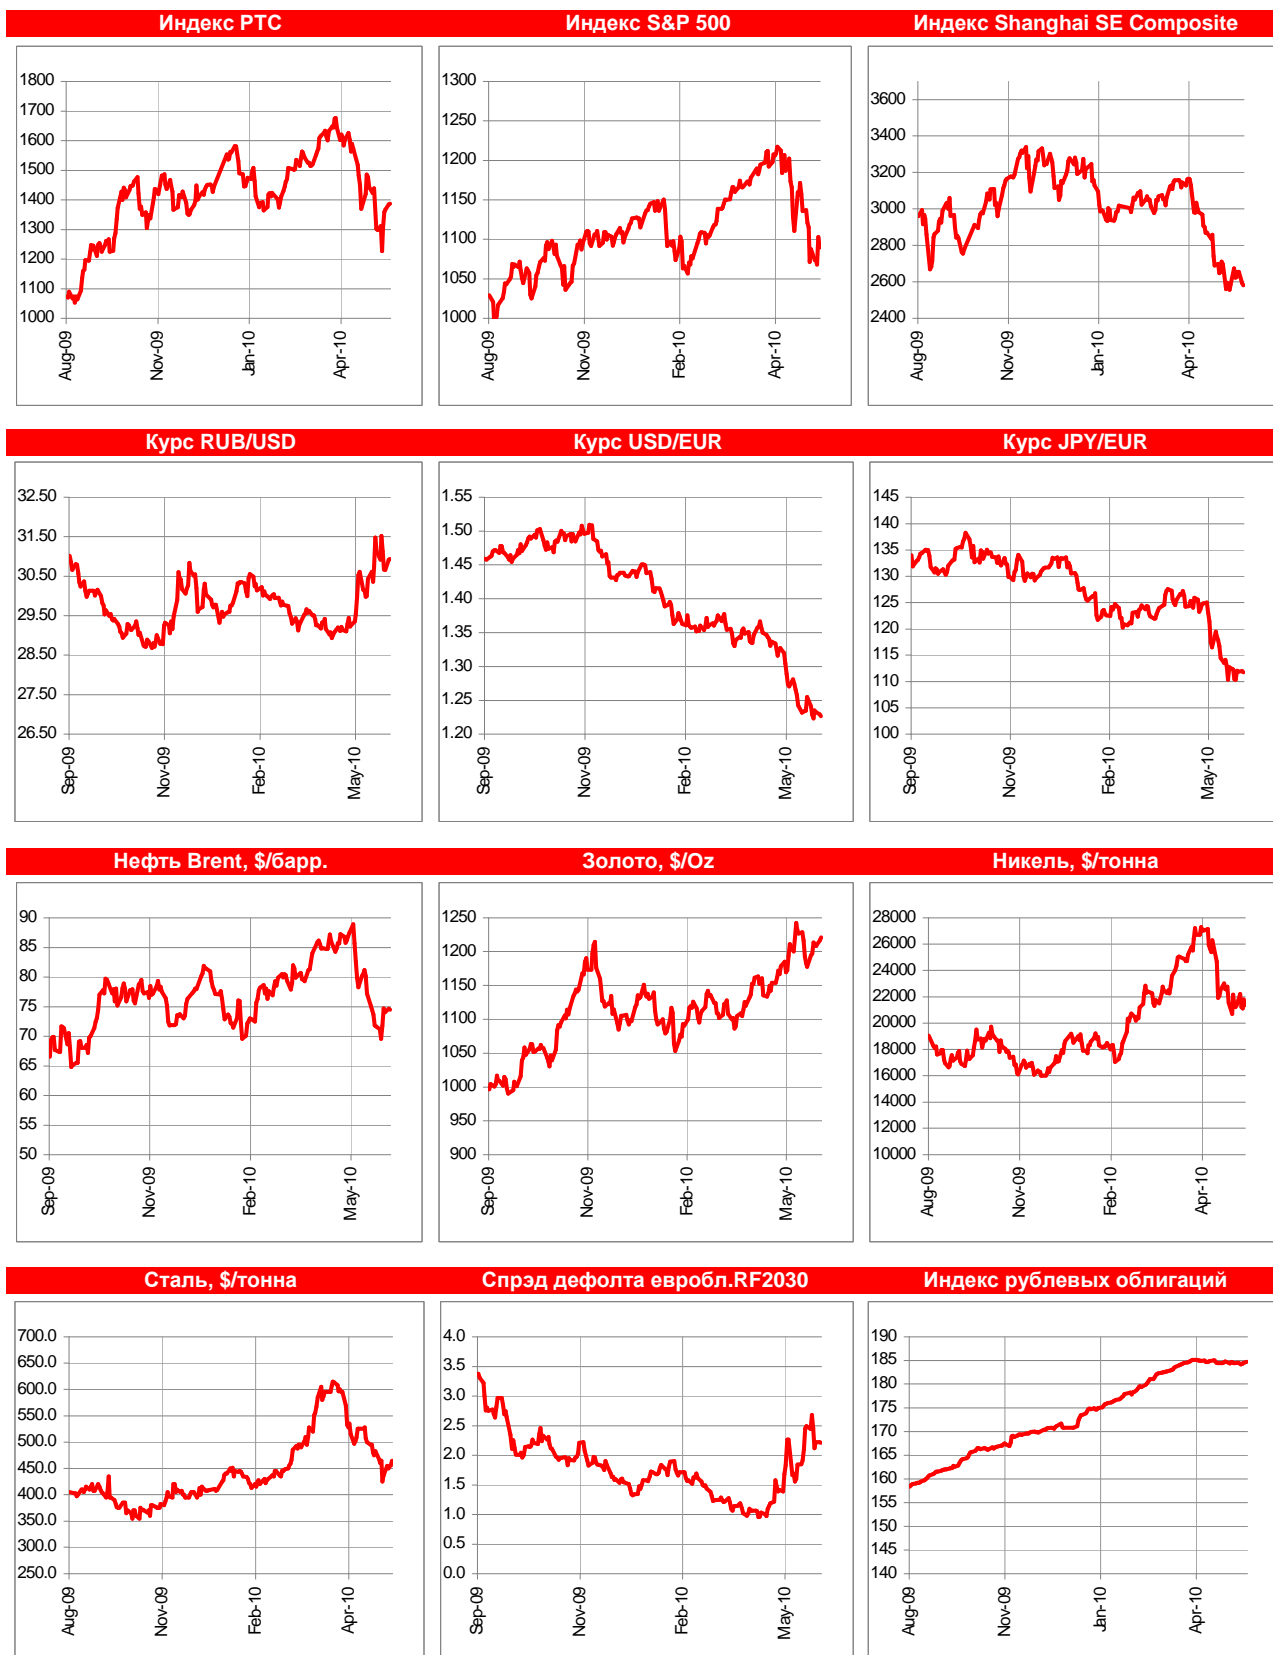 Индекс РТС
Индекс S&P 500
Индекс Shanghai SE Composite
1800
1700
1600
1500
1400
1300
1200
1100
1000
Aug-09
Nov-09
Jan-10
Apr-10
1300
1250
1200
1150
1100
1050
1000
Aug-09
Nov-09
Feb-10
Apr-10
3600
3400
3200
3000
2800
2600
2400
Aug-09
Nov-09
Jan-10
Apr-10
Курс RUB/USD
Курс USD/EUR
Курс JPY/EUR
32.50
31.50
30.50
29.50
28.50
27.50
26.50
Sep-09
Nov-09
Feb-10
May-10
1.55
1.50
1.45
1.40
1.35
1.30
1.25
1.20
Sep-09
Nov-09
Feb-10
May-10
145
140
135
130
125
120
115
110
105
100
Sep-09
Nov-09
Feb-10
May-10
Нефть Brent, $/барр.
Золото, $/Oz
Никель, $/тонна
90
85
80
75
70
65
60
55
50
Sep-09
Nov-09
Feb-10
May-10
1250
1200
1150
1100
1050
1000
950
900
Sep-09
Nov-09
Feb-10
May-10
28000
26000
24000
22000
20000
18000
16000
14000
12000
10000
Aug-09
Nov-09
Feb-10
Apr-10
Сталь, $/тонна
Спрэд дефолта евробл.RF2030
Индекс рублевых облигаций
700.0
650.0
600.0
550.0
500.0
450.0
400.0
350.0
300.0
250.0
Aug-09
Nov-09
Feb-10
Apr-10
4.0
3.5
3.0
2.5
2.0
1.5
1.0
0.5
0.0
Sep-09
Nov-09
Feb-10
May-10
190
185
180
175
170
165
160
155
150
145
140
Aug-09
Nov-09
Jan-10
Apr-10